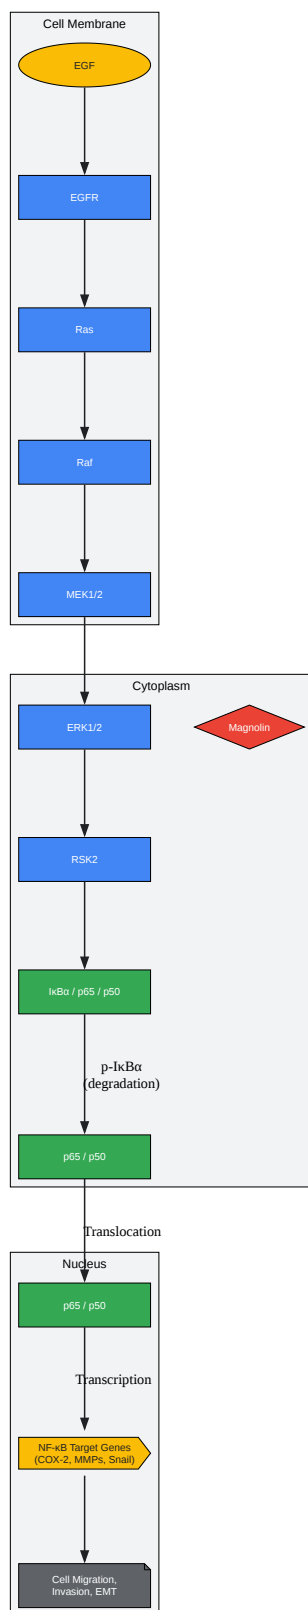 Cell Membrane
EGF
EGFR
Ras
Raf
MEK1/2
Cytoplasm
ERK1/2
Magnolin
RSK2
IκBα / p65 / p50
p-IκBα
(degradation)
p65 / p50
Translocation
Nucleus
p65 / p50
Transcription
NF-κB Target Genes
(COX-2, MMPs, Snail)
Cell Migration,
Invasion, EMT